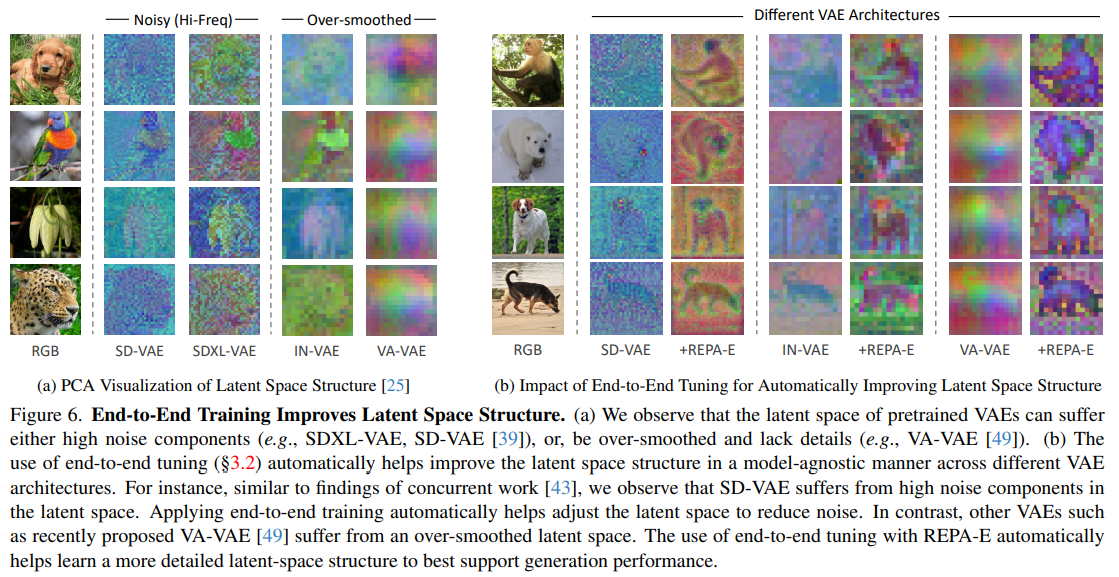 Noisy (Hi-Freq) Over-smoothed
RGB SD-VAE SDXL-VAE IN-VAE VA-VAE
(a) PCA Visualization of Latent Space Structure [25]
Different VAE Architectures
RGB SD-VAE +REPA-E IN-VAE +REPA-E VA-VAE +REPA-E
(b) Impact of End-to-End Tuning for Automatically Improving Latent Space Structure
Figure 6. End-to-End Training Improves Latent Space Structure. (a) We observe that the latent space of pretrained VAEs can suffer
either high noise components (e.g., SDXL-VAE, SD-VAE [39]), or, be over-smoothed and lack details (e.g., VA-VAE [49]). (b) The
use of end-to-end tuning (§3.2) automatically helps improve the latent space structure in a model-agnostic manner across different VAE
architectures. For instance, similar to findings of concurrent work [43], we observe that SD-VAE suffers from high noise components in
the latent space. Applying end-to-end training automatically helps adjust the latent space to reduce noise. In contrast, other VAEs such
as recently proposed VA-VAE [49] suffer from an over-smoothed latent space. The use of end-to-end tuning with REPA-E automatically
helps learn a more detailed latent-space structure to best support generation performance.